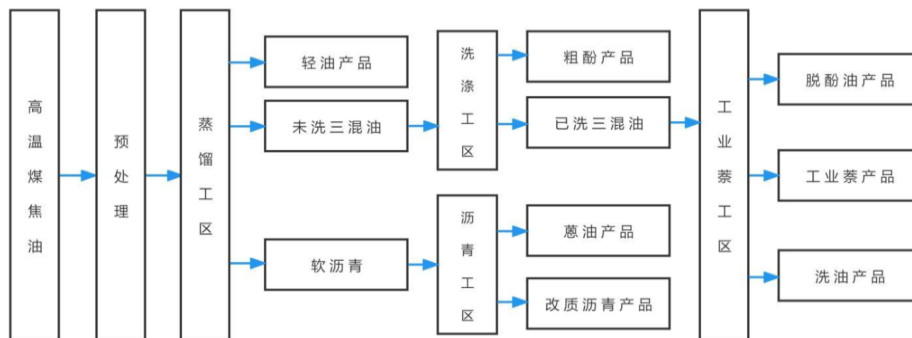 高温煤焦油
预处理
蒸馏工区
轻油产品
未洗三混油
软沥青
洗涤工区
沥青工区
粗酚产品
已洗三混油
蒽油产品
改质沥青产品
工业萘工区
脱酚油产品
工业萘产品
洗油产品